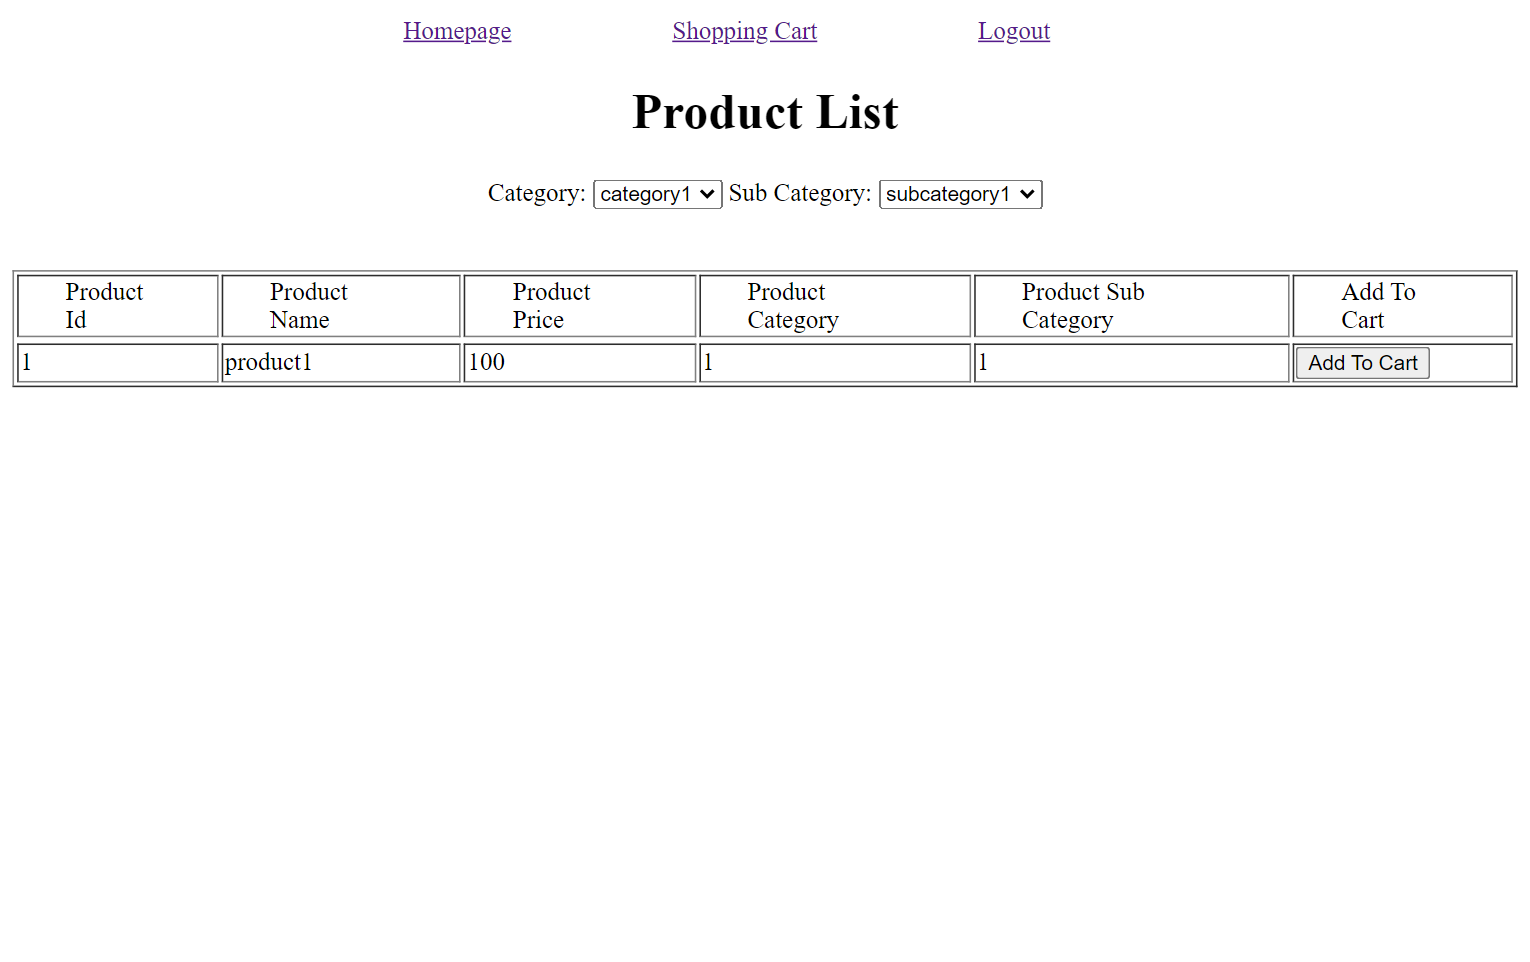 Homepage Shopping Cart Logout
Product List
Category: category1 Sub Category: subcategory1
Product Id Product Name Product Price Product Category Product Sub Category Add To Cart
1 product1 100 1 1 Add To Cart